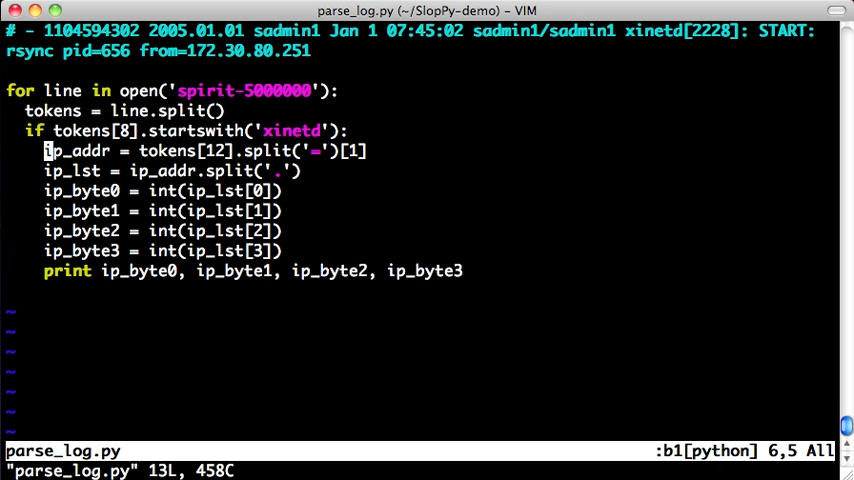 parse_log.py (~/SlopPy-demo) – VIM
# - 1104594302 2005.01.01 sadmin1 Jan 1 07:45:02 sadmin1/sadmin1 xinetd[2228]: START:
rsync pid=656 from=172.30.80.251
for line in open('spirit-5000000'):
  tokens = line.split()
  if tokens[8].startswith('xinetd'):
    ip_addr = tokens[12].split('=')[1]
    ip_lst = ip_addr.split('.')
    ip_byte0 = int(ip_lst[0])
    ip_byte1 = int(ip_lst[1])
    ip_byte2 = int(ip_lst[2])
    ip_byte3 = int(ip_lst[3])
    print ip_byte0, ip_byte1, ip_byte2, ip_byte3
~
~
~
~
~
~
~
parse_log.py :b1[python] 6,5 All
"parse_log.py" 13L, 458C